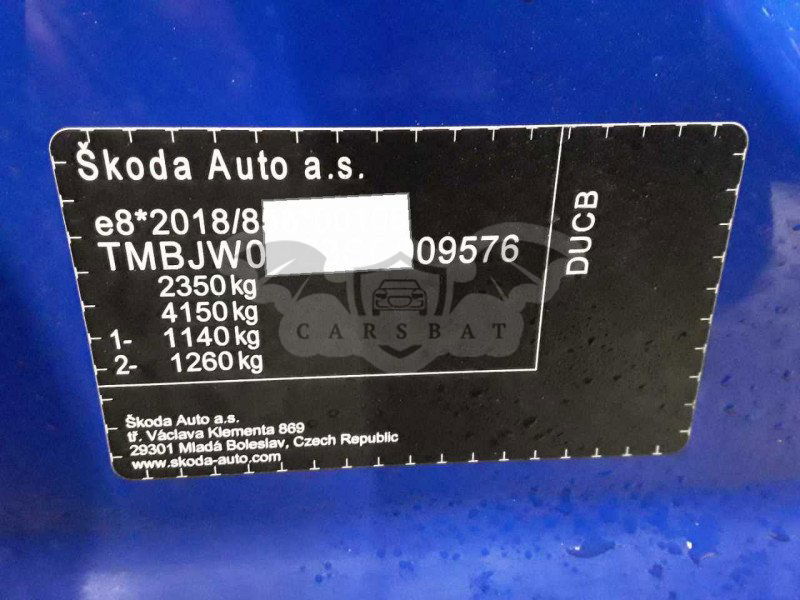 Škoda Auto a.s.
e8*2018/8
TMBJW0 009576
2350 kg
4150 kg
1- 1140 kg
2- 1260 kg
DUCB
CARSBAT
Škoda Auto a.s.
tř. Václava Klementa 869
29301 Mladá Boleslav, Czech Republic
www.skoda-auto.com